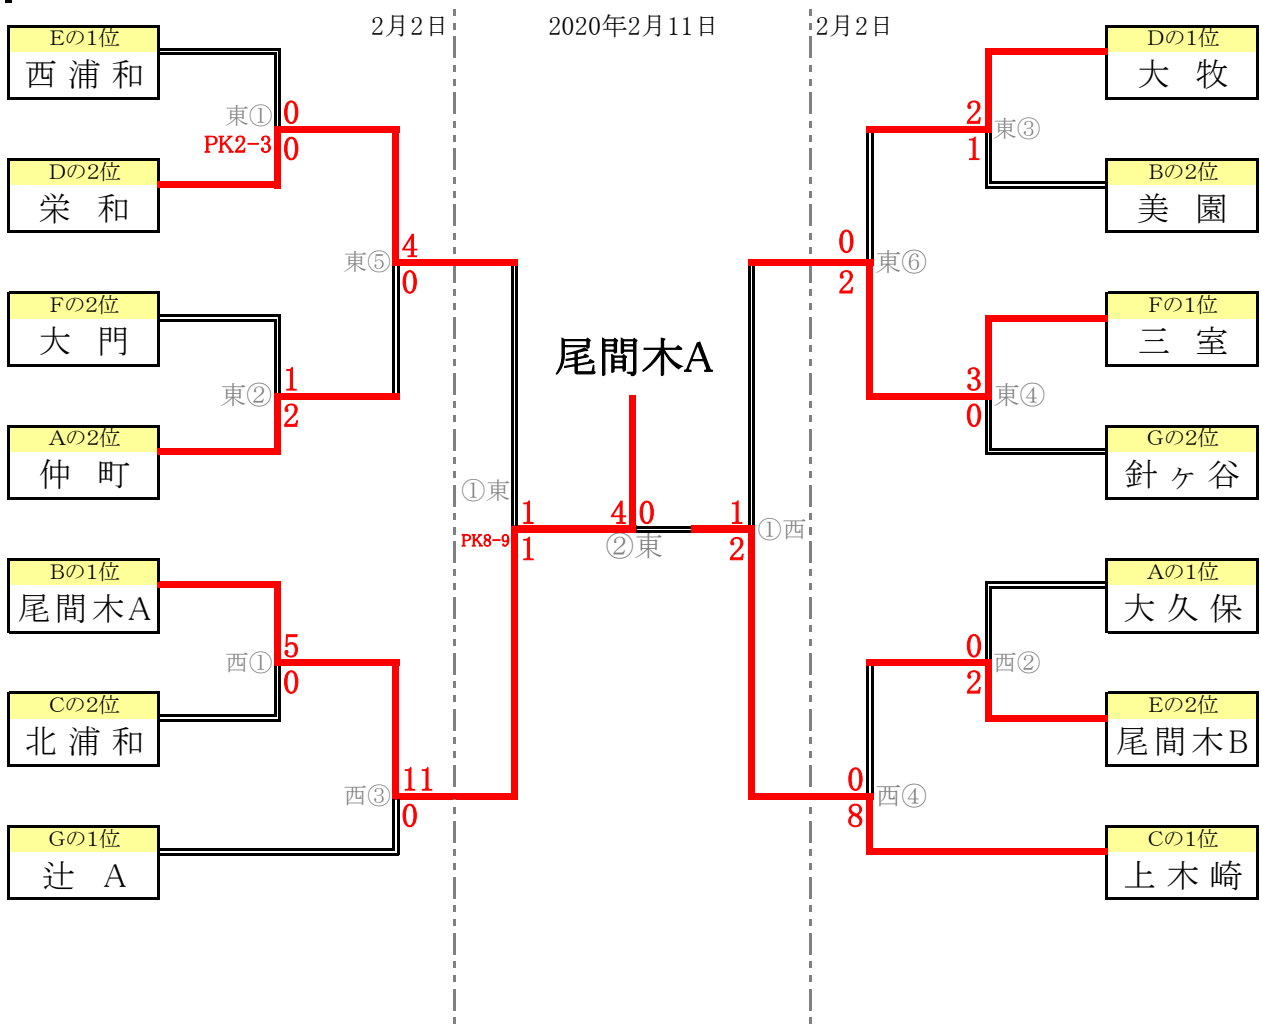 2月2日
2020年2月11日
2月2日
Eの1位
西浦和
Dの2位
栄和
Fの2位
大門
Aの2位
仲町
Bの1位
尾間木A
Cの2位
北浦和
Gの1位
辻A
東①
0
PK2-3
0
東②
1
2
西①
5
0
東⑤
4
0
西③
11
0
①東
1
PK8-9
1
尾間木A
4
0
②東
1
①西
2
0
東⑥
2
0
西④
8
2
東③
1
3
東④
0
0
西②
2
Dの1位
大牧
Bの2位
美園
Fの1位
三室
Gの2位
針ヶ谷
Aの1位
大久保
Eの2位
尾間木B
Cの1位
上木崎